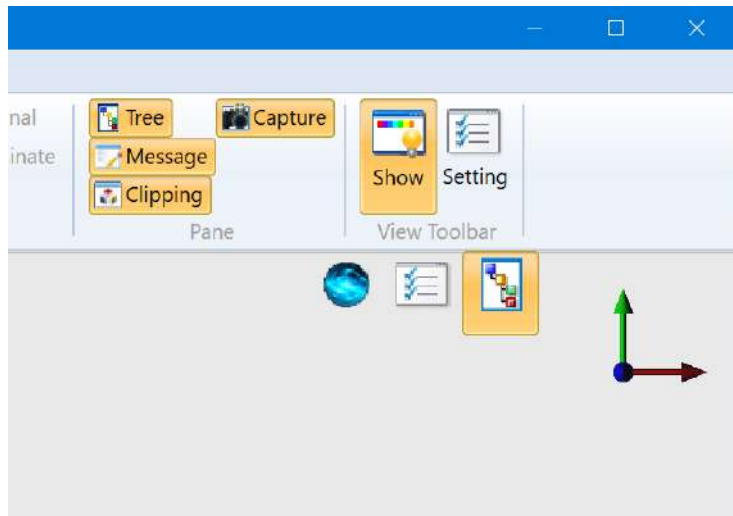 nal
inate
Tree
Capture
Message
Clipping
Pane
Show
Setting
View Toolbar